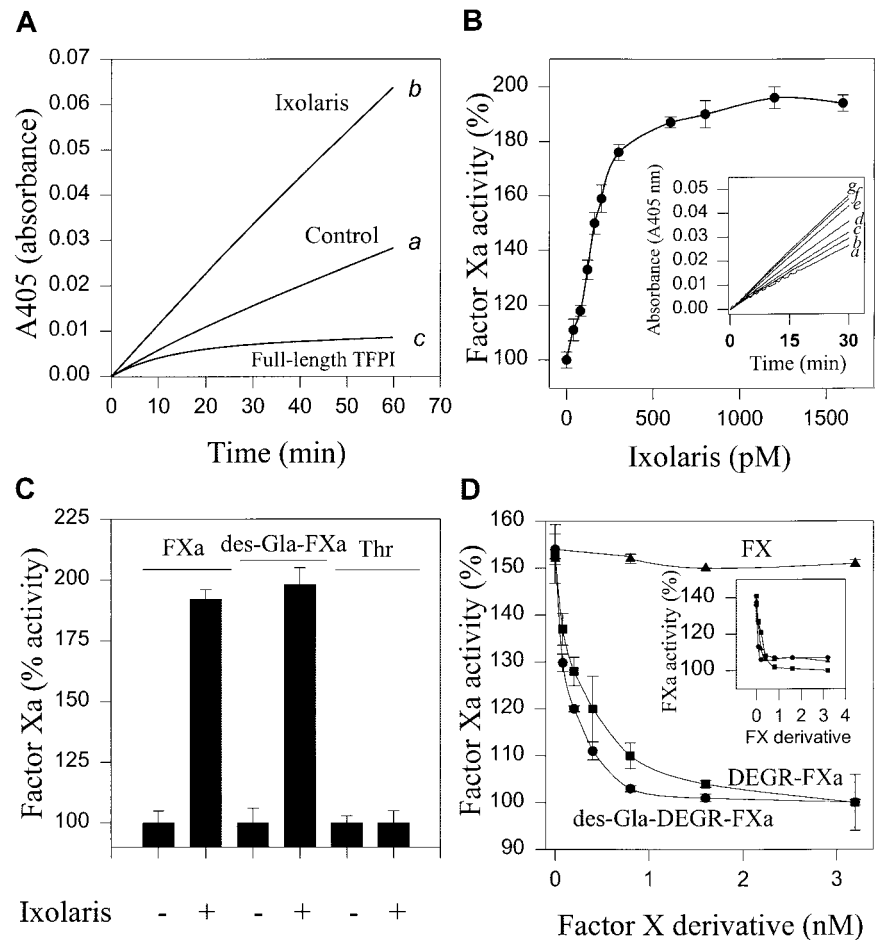 A
A405 (absorbance)
0.07
0.06
0.05
0.04
0.03
0.02
0.01
0.00
Ixolaris
b
Control
a
c
Full-length TFPI
0 10 20 30 40 50 60 70
Time (min)
B
Factor Xa activity (%)
200
180
160
140
120
100
0 500 1000 1500
Ixolaris (pM)
Absorbance (A405 nm)
0.05
0.04
0.03
0.02
0.01
0.00
g
f
e
d
c
b
a
0 15 30
Time (min)
C
Factor Xa (% activity)
225
200
175
150
125
100
FXa des-Gla-FXa Thr
Ixolaris - + - + - +
D
Factor Xa activity (%)
160
150
140
130
120
110
100
90
FX
DEGR-FXa
des-Gla-DEGR-FXa
0 1 2 3
Factor X derivative (nM)
FXa activity (%)
140
120
100
0 1 2 3 4
FX derivative